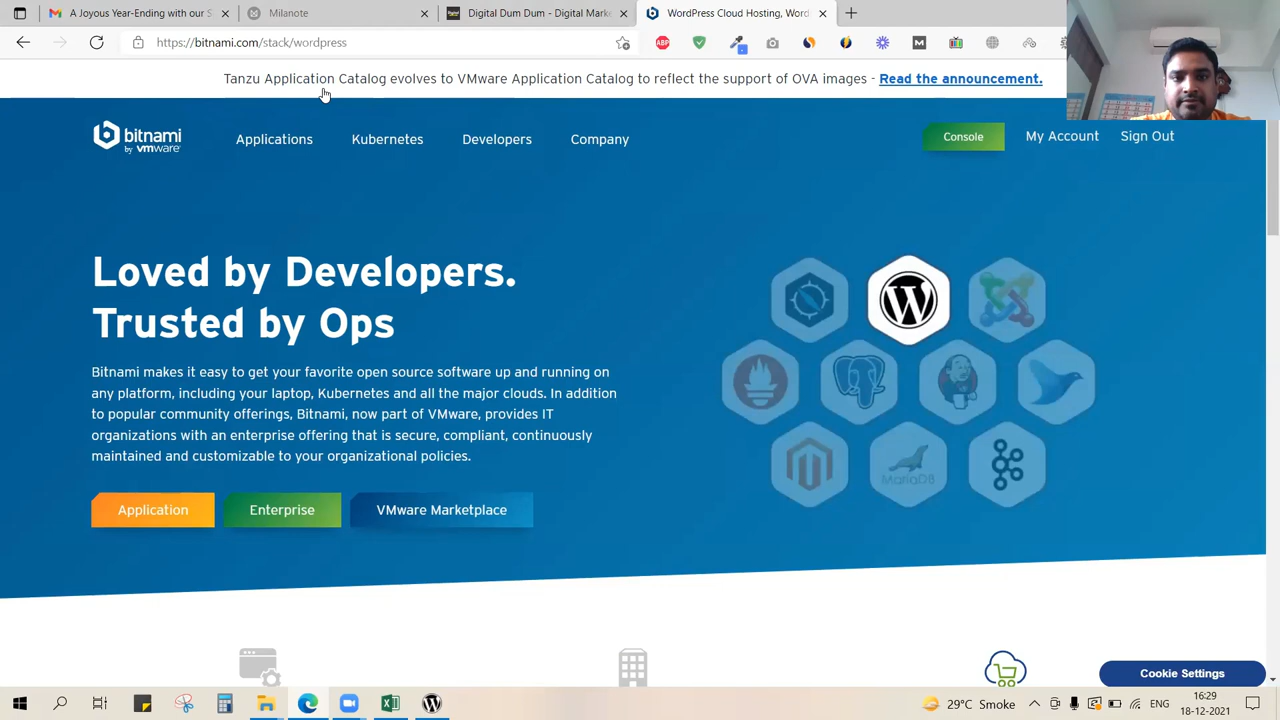 A Joyous Year-Ending with our S
Milanote
Digital Dum Dum - Digital Marke
WordPress Cloud Hosting, Word
https://bitnami.com/stack/wordpress
ABP
M
Tanzu Application Catalog evolves to VMware Application Catalog to reflect the support of OVA images - Read the announcement.
bitnami
by vmware
Applications
Kubernetes
Developers
Company
Console
My Account
Sign Out
Loved by Developers.
Trusted by Ops
Bitnami makes it easy to get your favorite open source software up and running on
any platform, including your laptop, Kubernetes and all the major clouds. In addition
to popular community offerings, Bitnami, now part of VMware, provides IT
organizations with an enterprise offering that is secure, compliant, continuously
maintained and customizable to your organizational policies.
MariaDB
Application
Enterprise
VMware Marketplace
Cookie Settings
29°C Smoke
ENG
16:29
18-12-2021